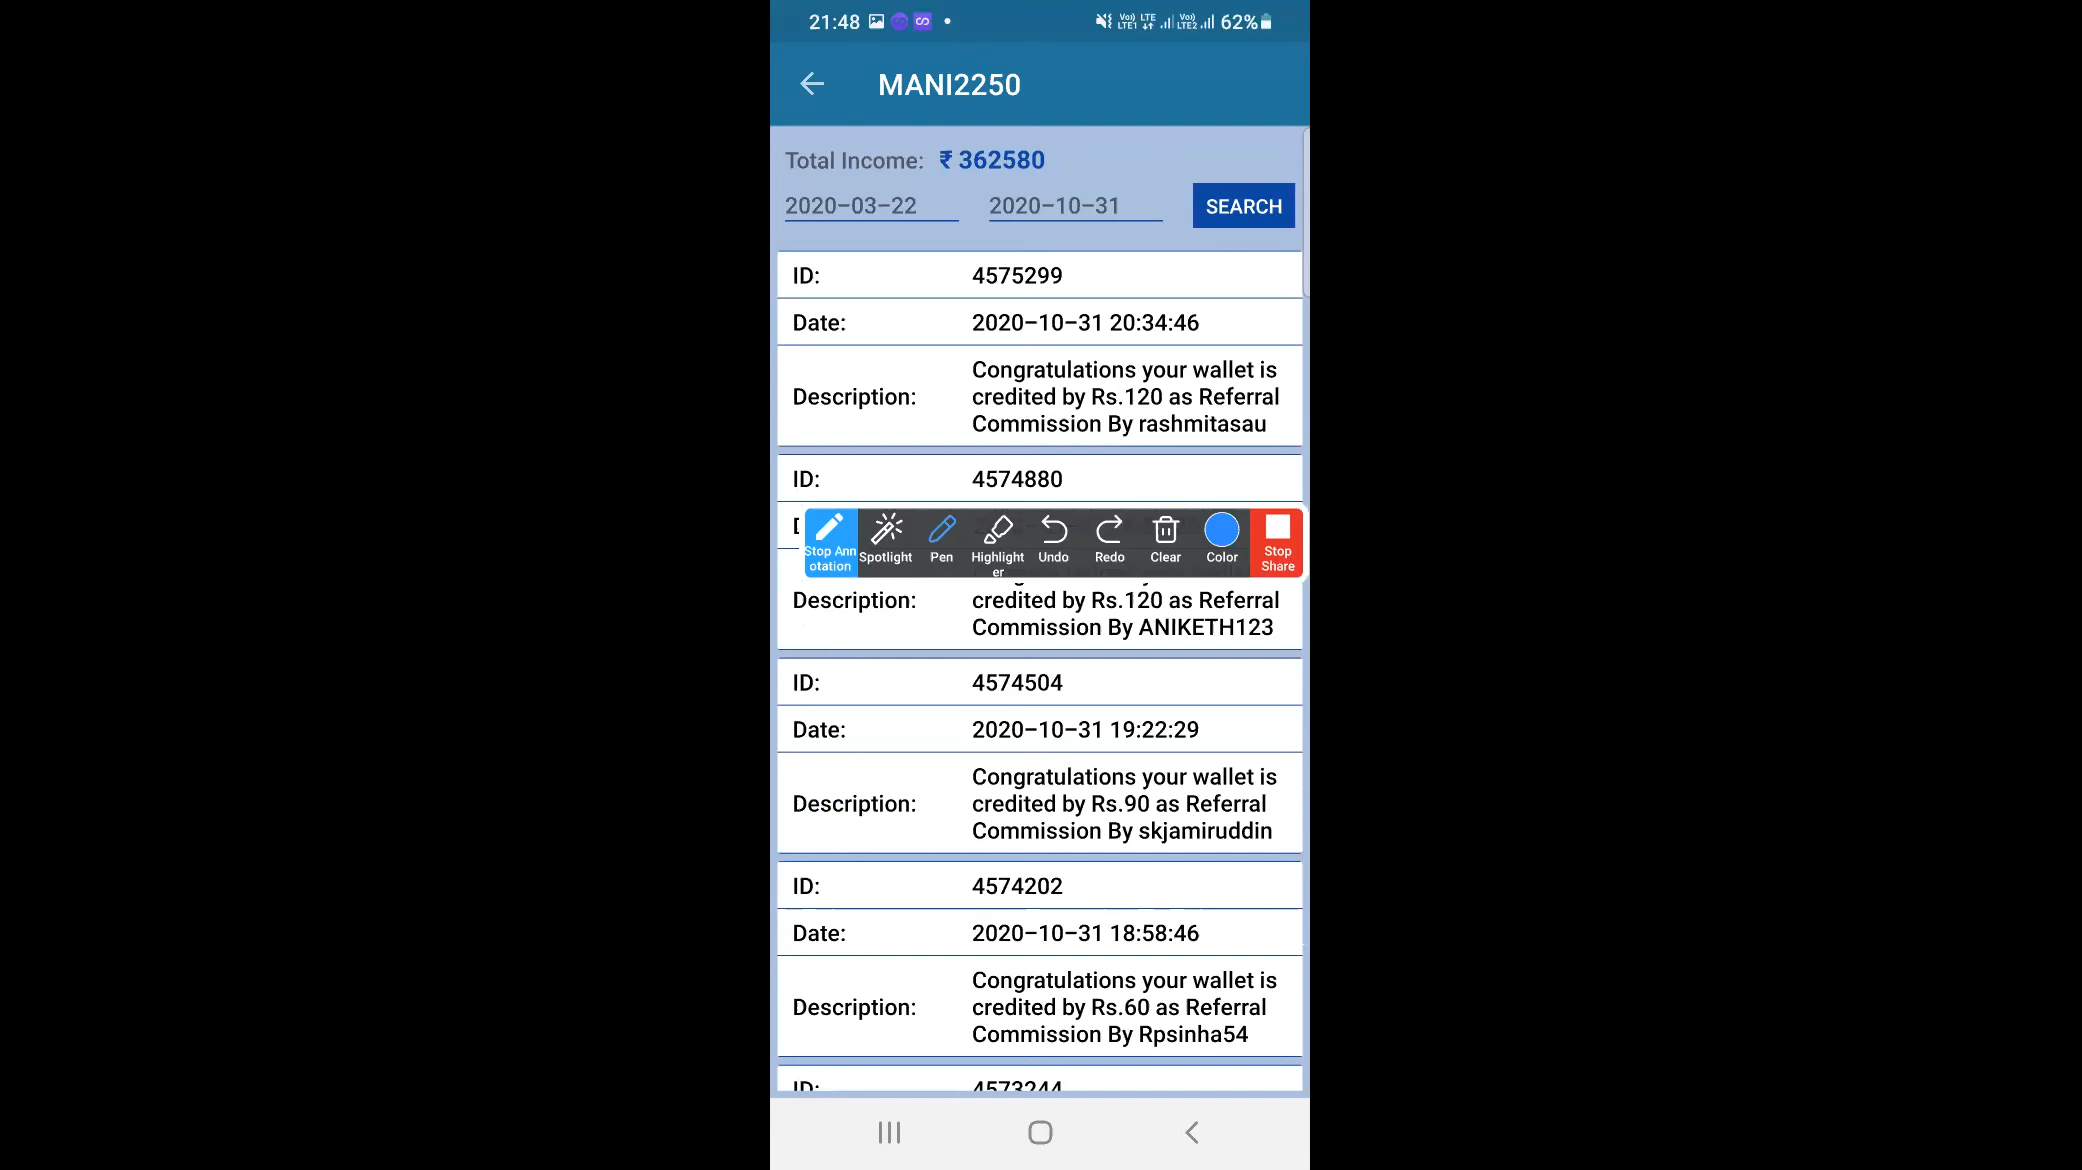 21:48 62%
MANI2250
Total Income: ₹ 362580
2020-03-22 2020-10-31 SEARCH
ID: 4575299
Date: 2020-10-31 20:34:46
Description: Congratulations your wallet is
credited by Rs.120 as Referral
Commission By rashmitasau
ID: 4574880
Stop Ann
otation
Spotlight
Pen
Highlight
er
Undo
Redo
Clear
Color
Stop
Share
Description: credited by Rs.120 as Referral
Commission By ANIKETH123
ID: 4574504
Date: 2020-10-31 19:22:29
Description: Congratulations your wallet is
credited by Rs.90 as Referral
Commission By skjamiruddin
ID: 4574202
Date: 2020-10-31 18:58:46
Description: Congratulations your wallet is
credited by Rs.60 as Referral
Commission By Rpsinha54
ID: 4573244